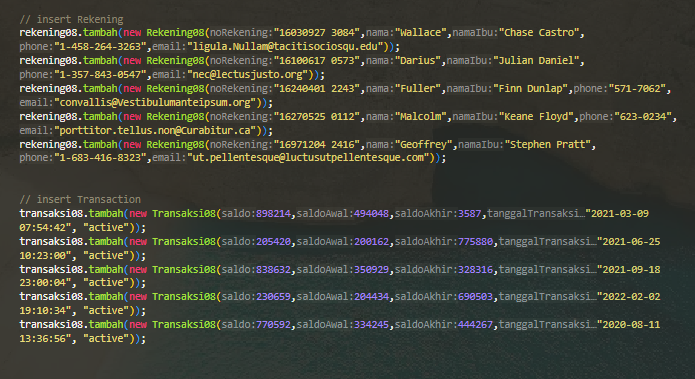 // insert Rekening
rekening08.tambah(new Rekening08(noRekening:"16030927 3084",nama:"Wallace",namaIbu:"Chase Castro",
phone:"1-458-264-3263",email:"ligula.Nullam@tacitisociosqu.edu"));
rekening08.tambah(new Rekening08(noRekening:"16100617 0573",nama:"Darius",namaIbu:"Julian Daniel",
phone:"1-357-843-0547",email:"nec@lectusjusto.org"));
rekening08.tambah(new Rekening08(noRekening:"16240401 2243",nama:"Fuller",namaIbu:"Finn Dunlap",phone:"571-7062",
email:"convallis@Vestibulumanteipsum.org"));
rekening08.tambah(new Rekening08(noRekening:"16270525 0112",nama:"Malcolm",namaIbu:"Keane Floyd",phone:"623-0234",
email:"porttitor.tellus.non@Curabitur.ca"));
rekening08.tambah(new Rekening08(noRekening:"16971204 2416",nama:"Geoffrey",namaIbu:"Stephen Pratt",
phone:"1-683-416-8323",email:"ut.pellentesque@luctusutpellentesque.com"));
// insert Transaction
transaksi08.tambah(new Transaksi08(saldo:898214,saldoAwal:494048,saldoAkhir:3587,tanggalTransaksi…"2021-03-09
07:54:42", "active"));
transaksi08.tambah(new Transaksi08(saldo:205420,saldoAwal:200162,saldoAkhir:775880,tanggalTransaksi…"2021-06-25
10:23:00", "active"));
transaksi08.tambah(new Transaksi08(saldo:838632,saldoAwal:350929,saldoAkhir:328316,tanggalTransaksi…"2021-09-18
23:00:04", "active"));
transaksi08.tambah(new Transaksi08(saldo:230659,saldoAwal:204434,saldoAkhir:690503,tanggalTransaksi…"2022-02-02
19:10:34", "active"));
transaksi08.tambah(new Transaksi08(saldo:770592,saldoAwal:334245,saldoAkhir:444267,tanggalTransaksi…"2020-08-11
13:36:56", "active"));